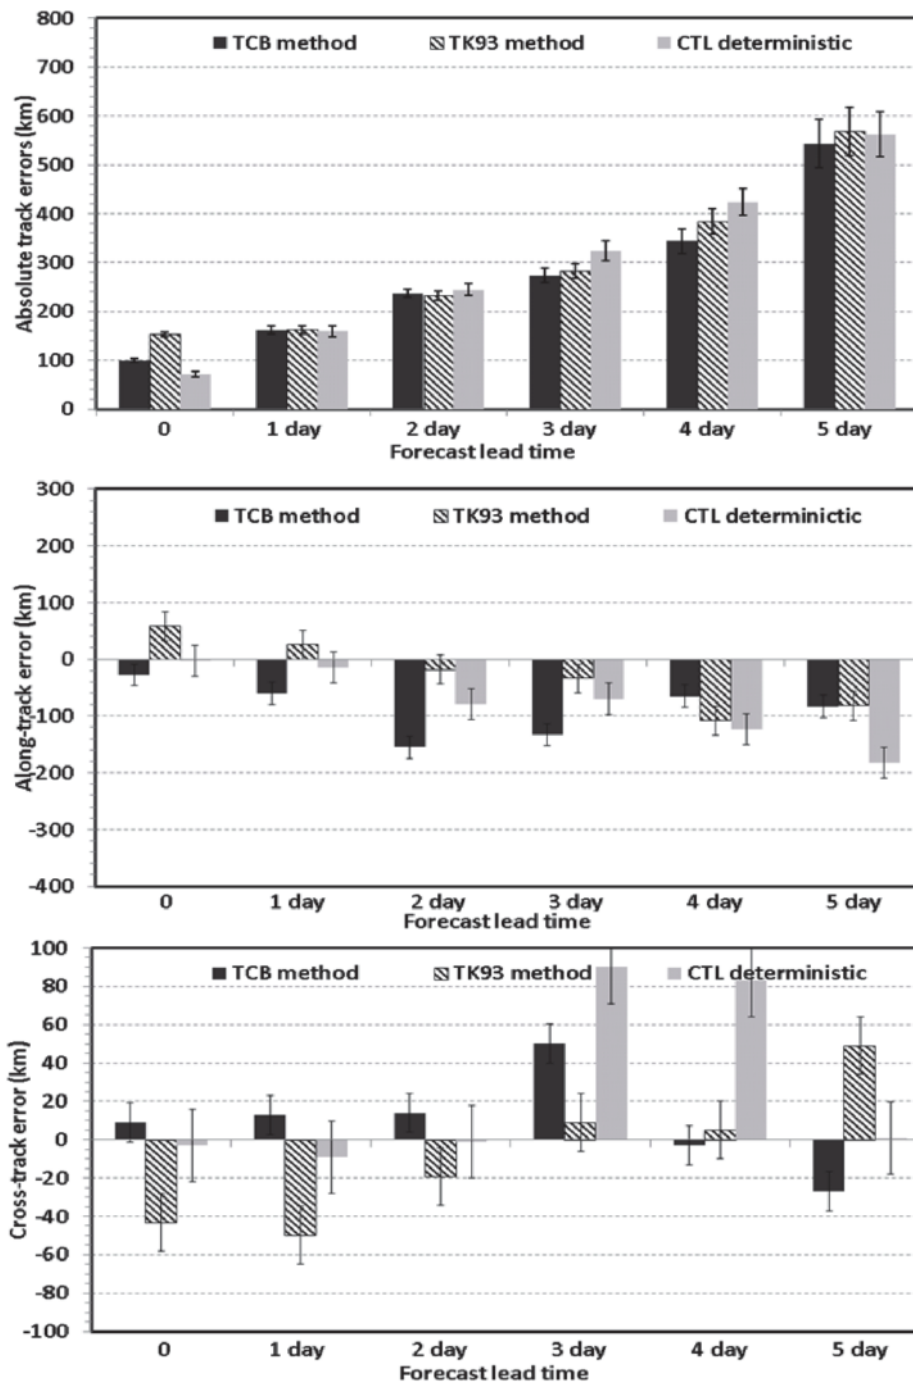 Absolute track errors (km)
800
700
600
500
400
300
200
100
0
TCB method TK93 method CTL deterministic
0 1 day 2 day 3 day 4 day 5 day
Forecast lead time
Along-track error (km)
300
200
100
0
-100
-200
-300
-400
TCB method TK93 method CTL determinictic
0 1 day 2 day 3 day 4 day 5 day
Forecast lead time
Cross-track error (km)
100
80
60
40
20
0
-20
-40
-60
-80
-100
TCB method TK93 method CTL deterministic
0 1 day 2 day 3 day 4 day 5 day
Forecast lead time